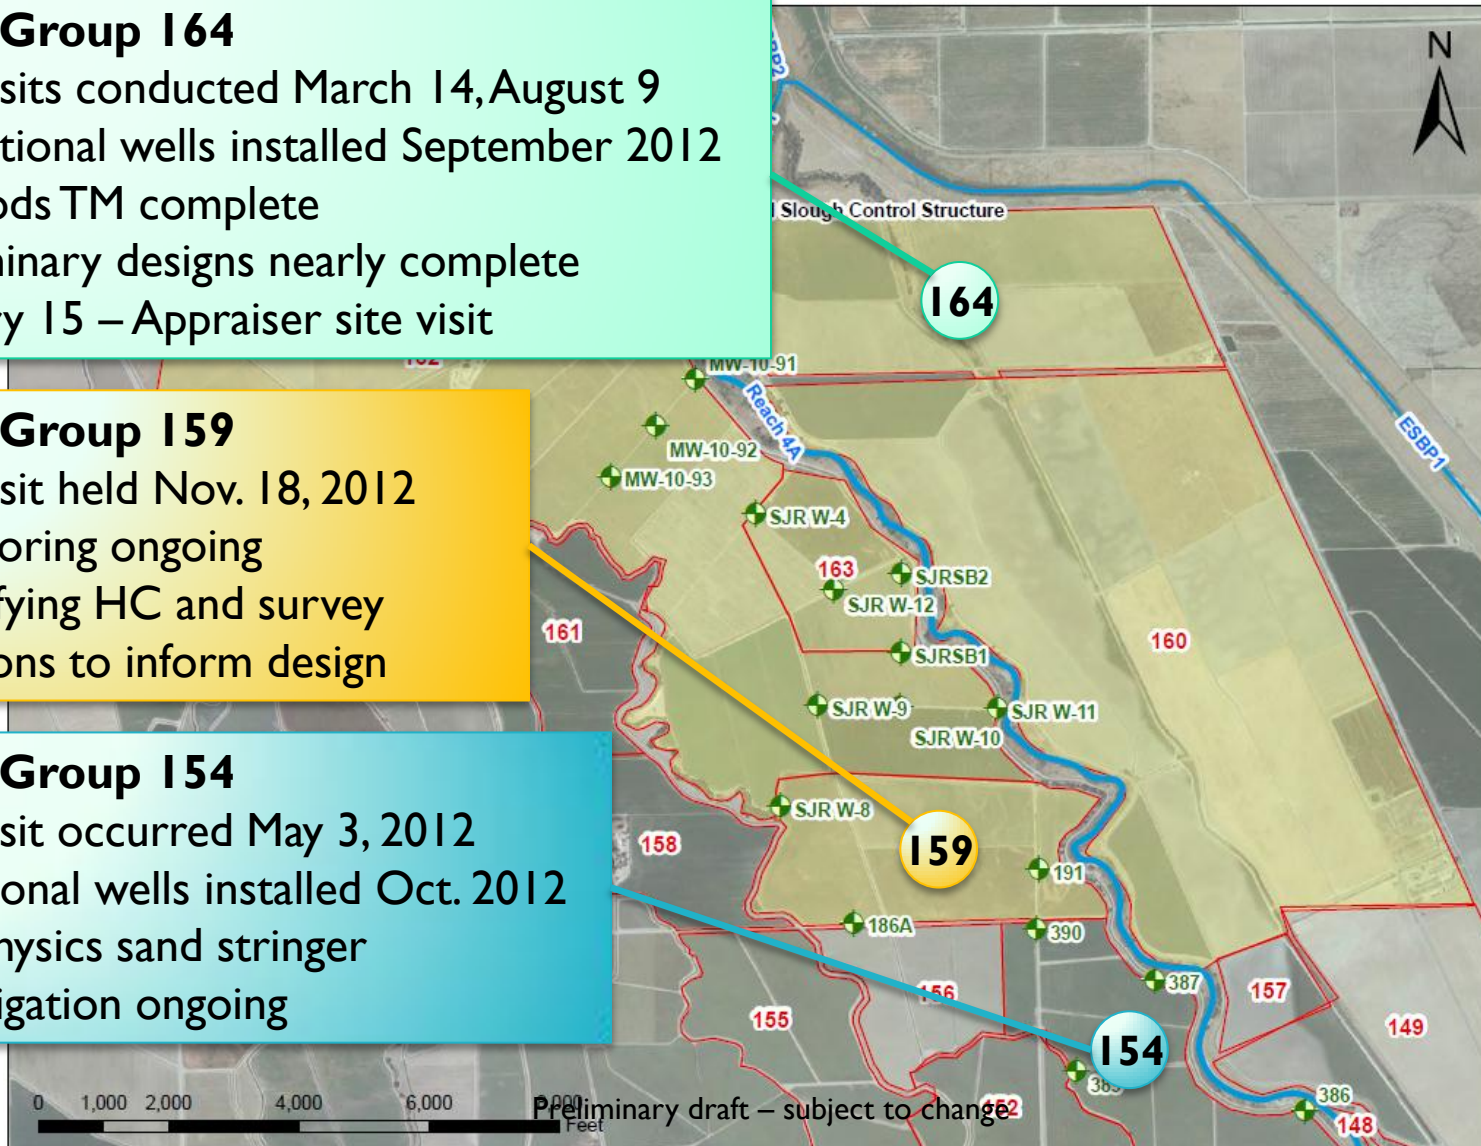 Group 164
sits conducted March 14, August 9
tional wells installed September 2012
ods TM complete
inary designs nearly complete
ry 15 – Appraiser site visit
N
Slough Control Structure
164
MW-10-91
Reach 4A
MW-10-92
MW-10-93
ESBP1
Group 159
sit held Nov. 18, 2012
oring ongoing
fying HC and survey
ons to inform design
SJR W-4
163
SJRSB2
SJR W-12
161
160
SJRSB1
SJR W-9
SJR W-11
SJR W-10
Group 154
sit occurred May 3, 2012
onal wells installed Oct. 2012
hysics sand stringer
igation ongoing
SJR W-8
158
159
191
186A
390
387
156
157
155
149
154
386
148
0 1,000 2,000 4,000 6,000
Feet
Preliminary draft – subject to change